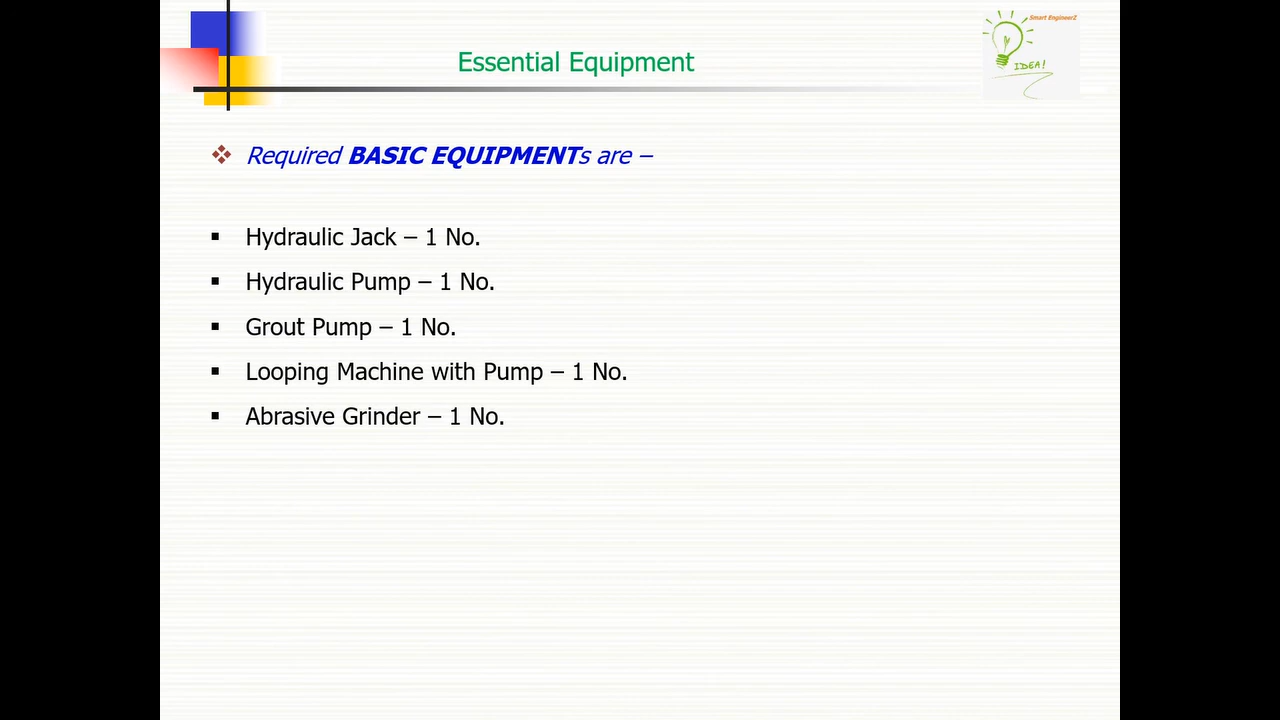 Smart EngineerZ
Essential Equipment
IDEA!
Required BASIC EQUIPMENTs are –
Hydraulic Jack – 1 No.
Hydraulic Pump – 1 No.
Grout Pump – 1 No.
Looping Machine with Pump – 1 No.
Abrasive Grinder – 1 No.